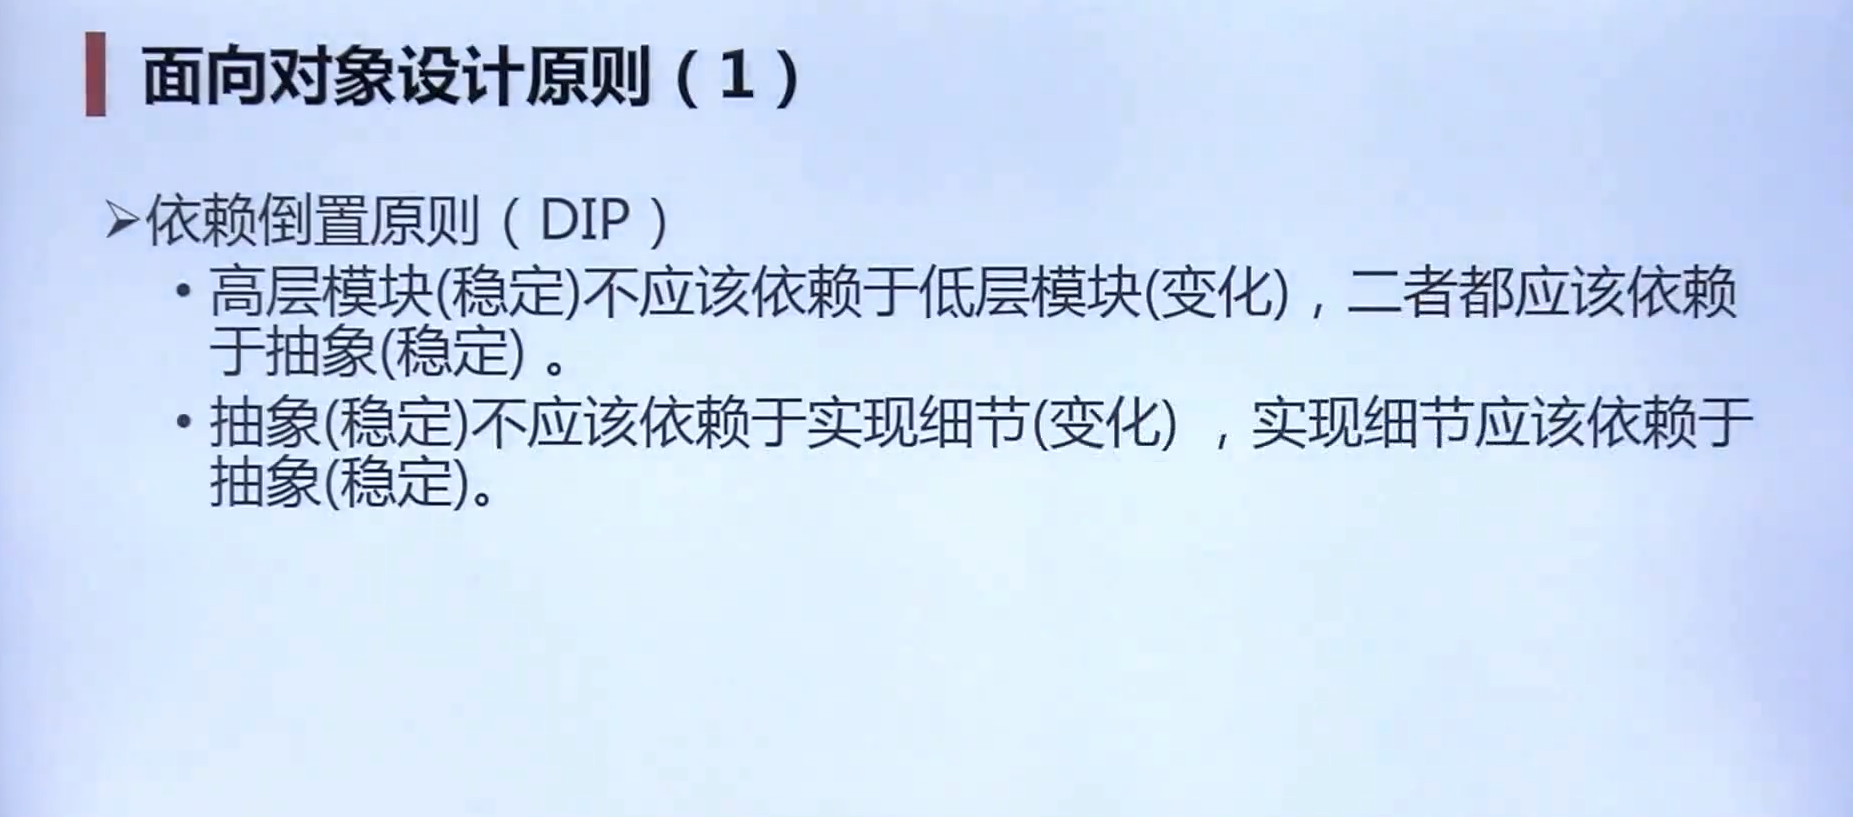 面向对象设计原则（1）
➢依赖倒置原则（DIP）
• 高层模块(稳定)不应该依赖于低层模块(变化)，二者都应该依赖
于抽象(稳定) 。
• 抽象(稳定)不应该依赖于实现细节(变化) ，实现细节应该依赖于
抽象(稳定)。